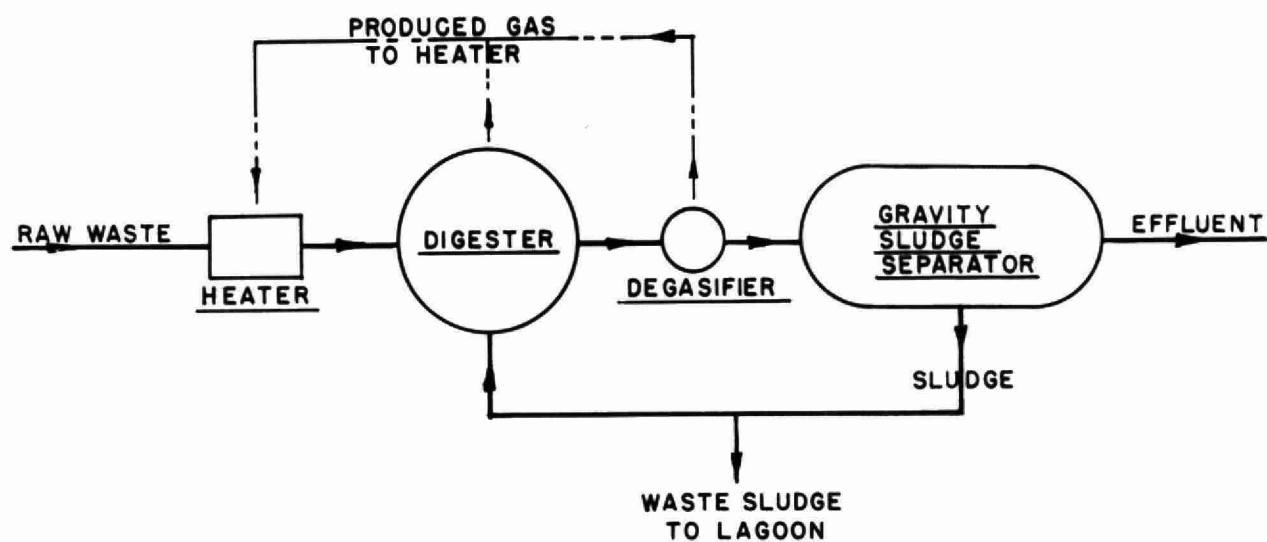 PRODUCED GAS
TO HEATER
RAW WASTE
HEATER
DIGESTER
DEGASIFIER
GRAVITY
SLUDGE
SEPARATOR
EFFLUENT
SLUDGE
WASTE SLUDGE
TO LAGOON